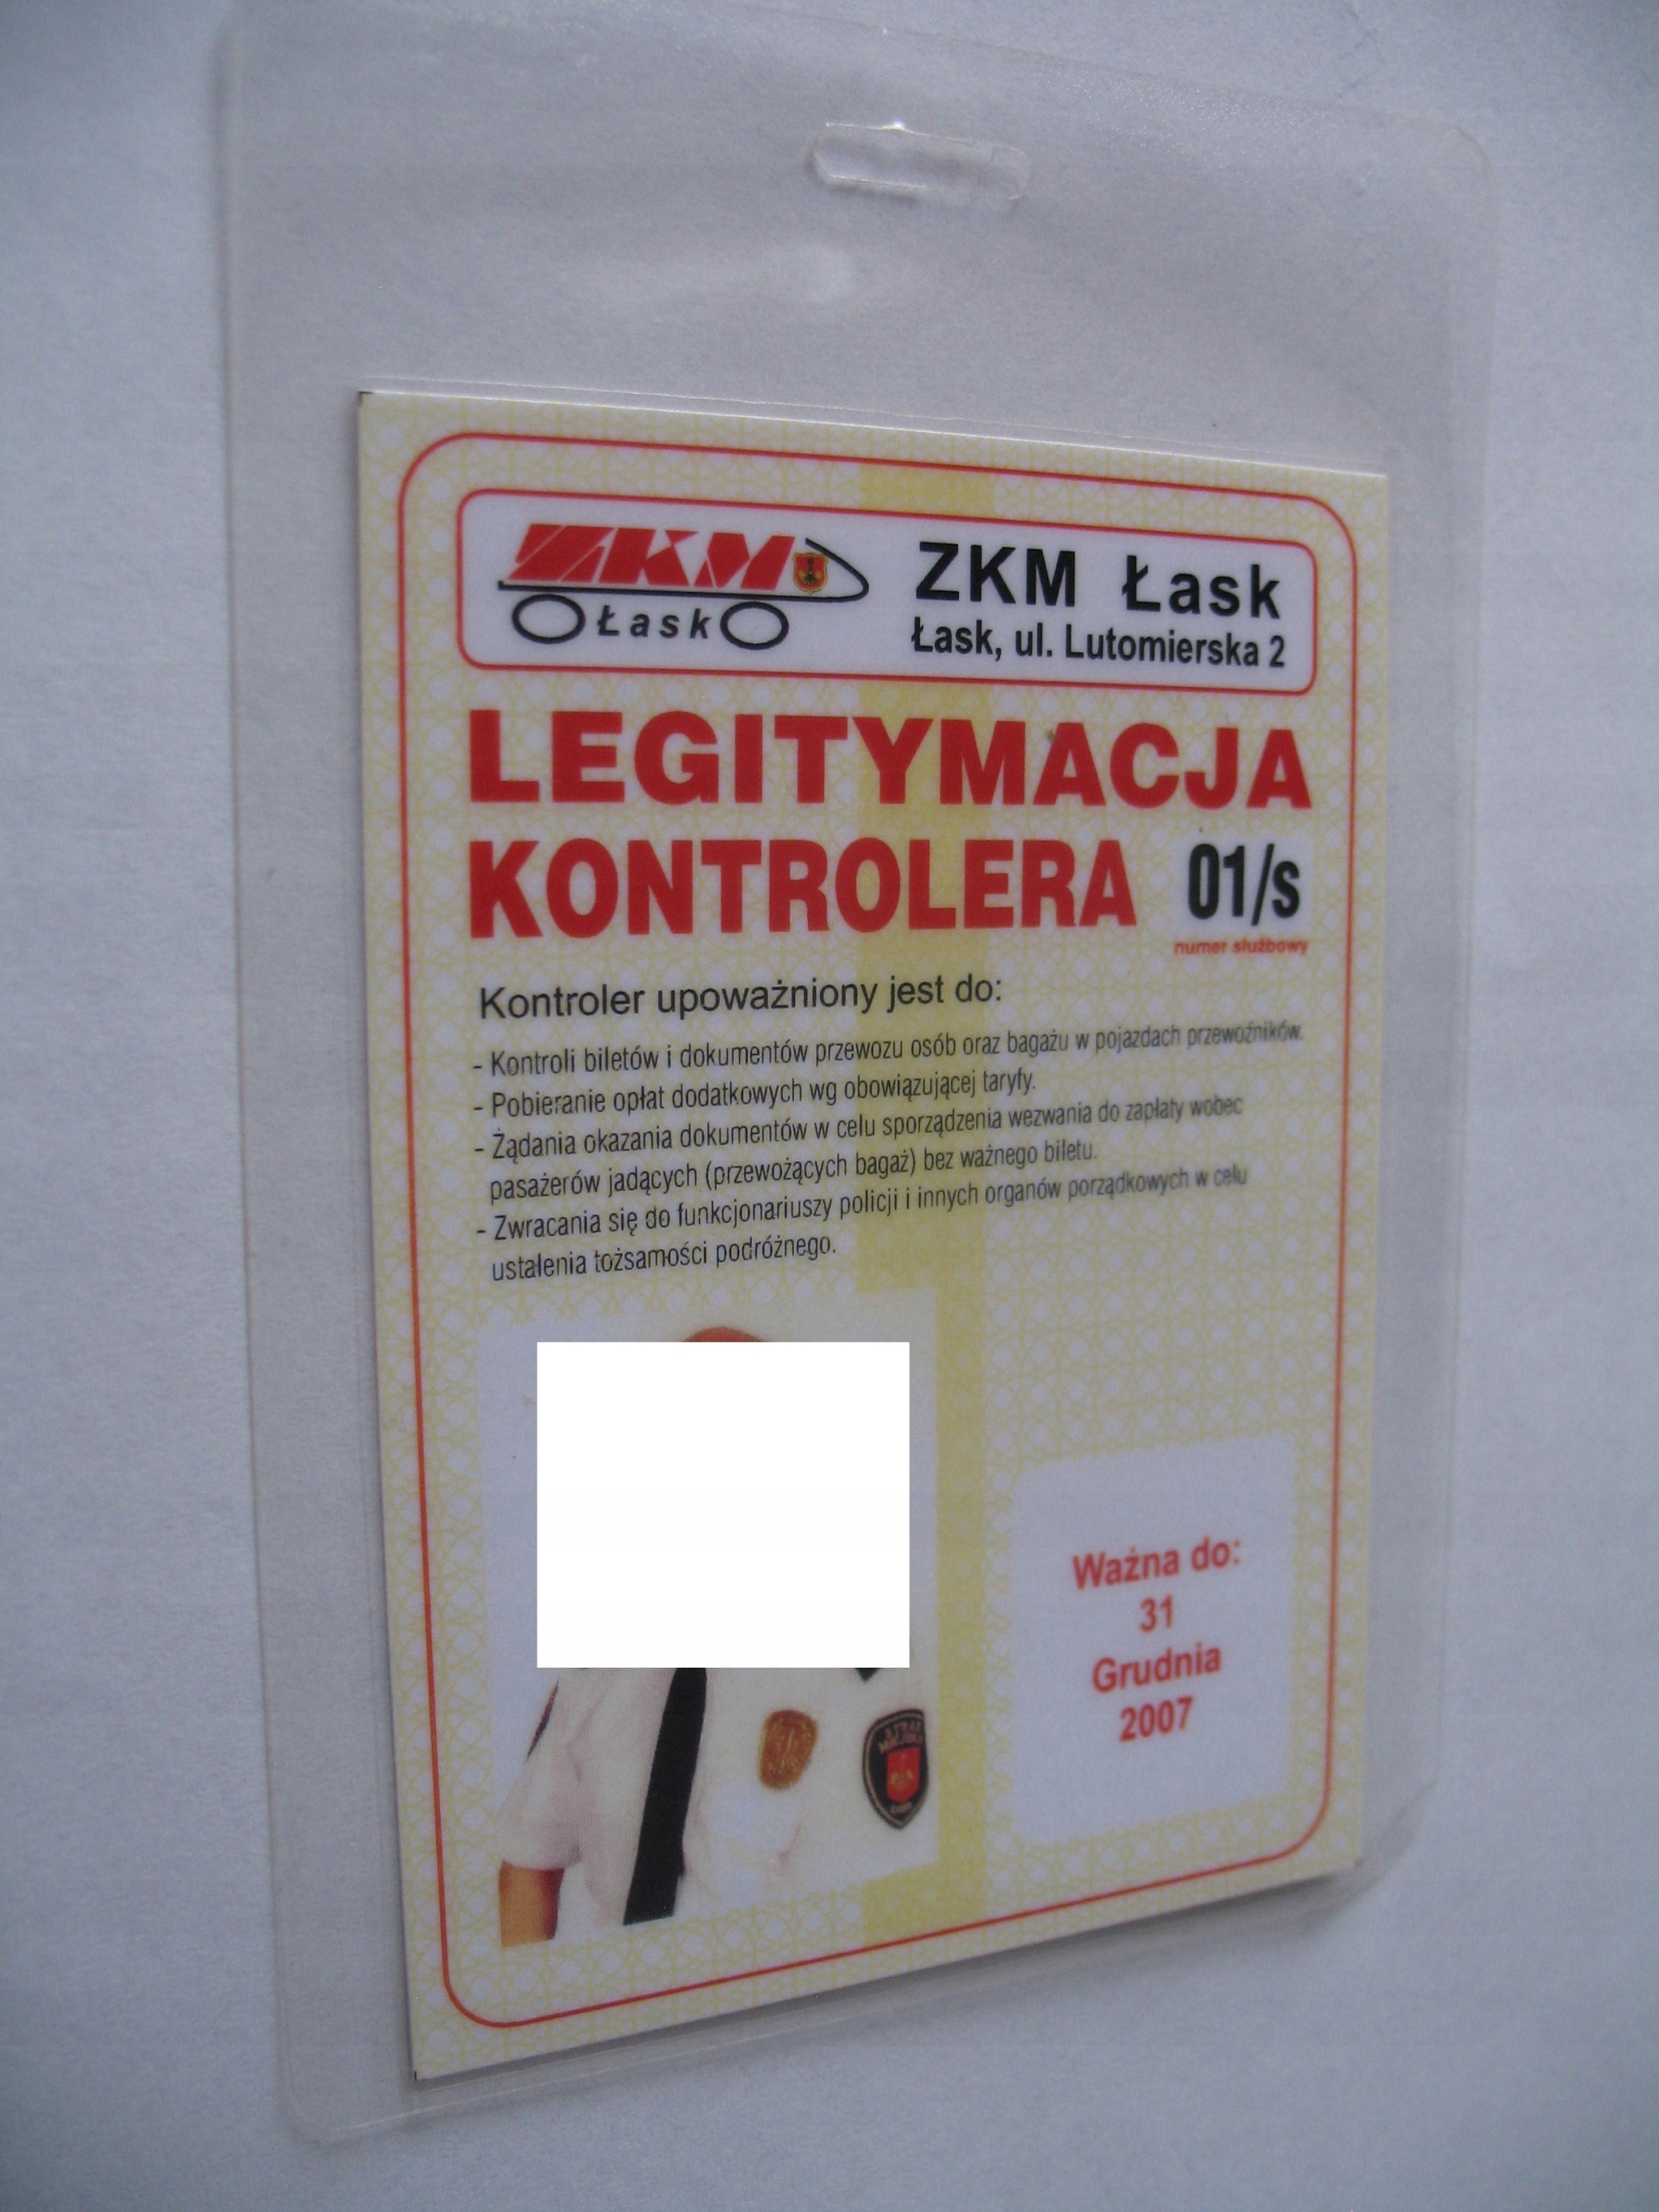 ZKM
Łask
ZKM Łask
Łask, ul. Lutomierska 2
LEGITYMACJA
KONTROLERA 01/s
numer służbowy
Kontroler upoważniony jest do:
- Kontroli biletów i dokumentów przewozu osób oraz bagażu w pojazdach przewoźników.
- Pobieranie opłat dodatkowych wg obowiązującej taryfy.
- Żądania okazania dokumentów w celu sporządzenia wezwania do zapłaty wobec
pasażerów jadących (przewożących bagaż) bez ważnego biletu.
- Zwracania się do funkcjonariuszy policji i innych organów porządkowych w celu
ustalenia tożsamości podróżnego.
Ważna do:
31
Grudnia
2007